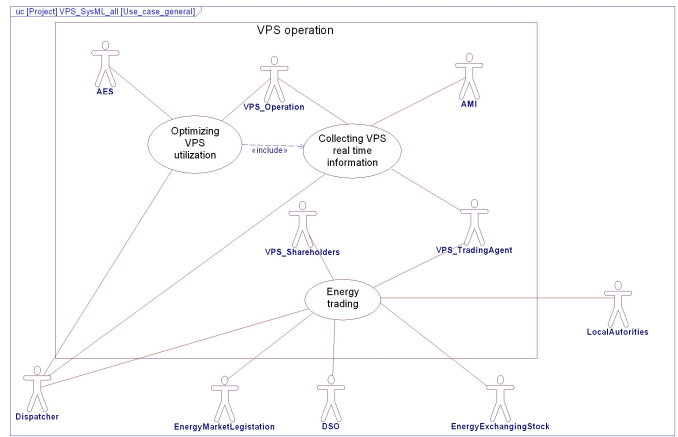 uc [Project] VPS_SysML_all [Use_case_general]
VPS operation
AES
VPS_Operation
AMI
Optimizing
VPS
utilization
«include»
Collecting VPS
real time
information
VPS_Shareholders
VPS_TradingAgent
Energy
trading
LocalAutorities
Dispatcher
EnergyMarketLegistation
DSO
EnergyExchangingStock